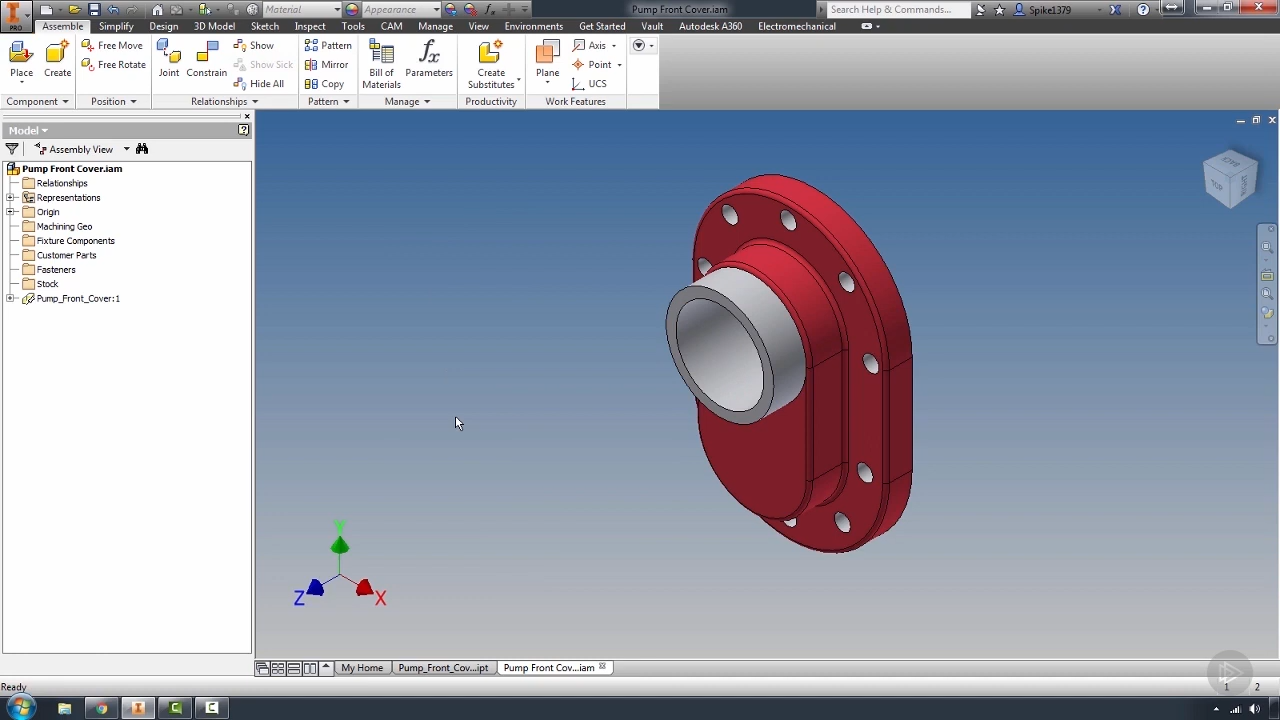 Material
Appearance
Pump Front Cover.iam
Search Help & Commands...
Spike1379
PRO
Assemble
Simplify
Design
3D Model
Sketch
Inspect
Tools
CAM
Manage
View
Environments
Get Started
Vault
Autodesk A360
Electromechanical
Place
Create
Free Move
Free Rotate
Joint
Constrain
Show
Show Sick
Hide All
Pattern
Mirror
Copy
Bill of
Materials
Parameters
Create
Substitutes
Plane
Axis
Point
UCS
Component
Position
Relationships
Pattern
Manage
Productivity
Work Features
Model
Assembly View
Pump Front Cover.iam
Relationships
Representations
Origin
Machining Geo
Fixture Components
Customer Parts
Fasteners
Stock
Pump_Front_Cover:1
BACK
TOP
Y
Z
X
My Home
Pump_Front_Cov...ipt
Pump Front Cov...iam
Ready
1
2